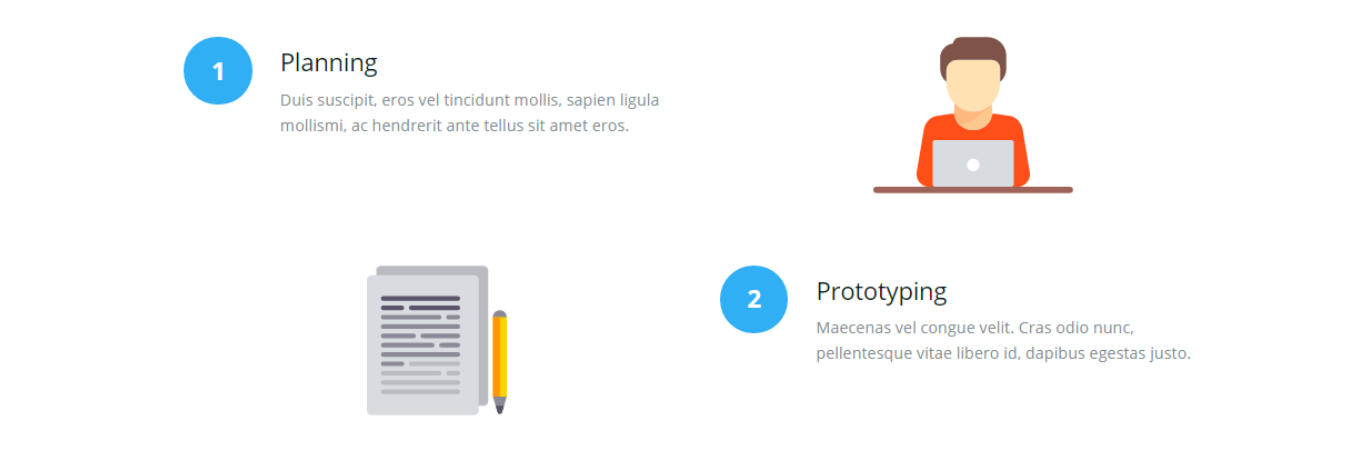 1
Planning
Duis suscipit, eros vel tincidunt mollis, sapien ligula
mollismi, ac hendrerit ante tellus sit amet eros.
2
Prototyping
Maecenas vel congue velit. Cras odio nunc,
pellentesque vitae libero id, dapibus egestas justo.